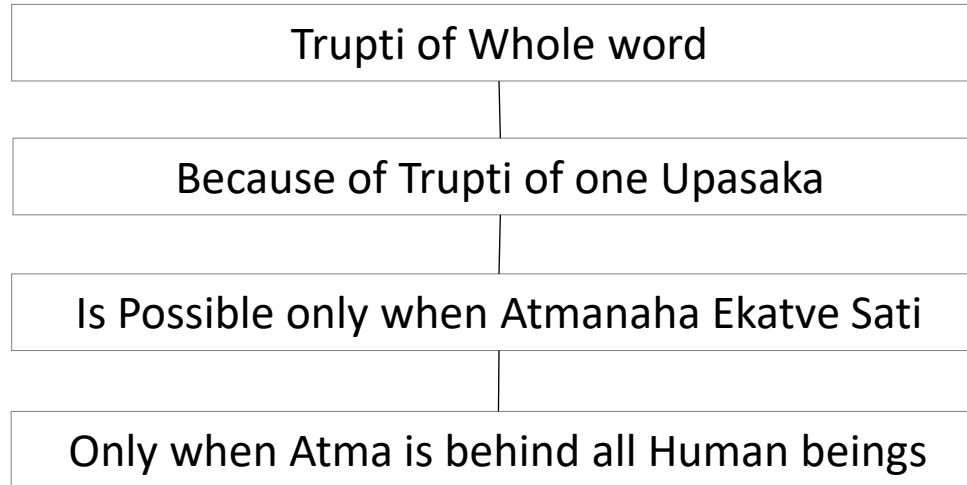 Trupti of Whole word
Because of Trupti of one Upasaka
Is Possible only when Atmanaha Ekatve Sati
Only when Atma is behind all Human beings